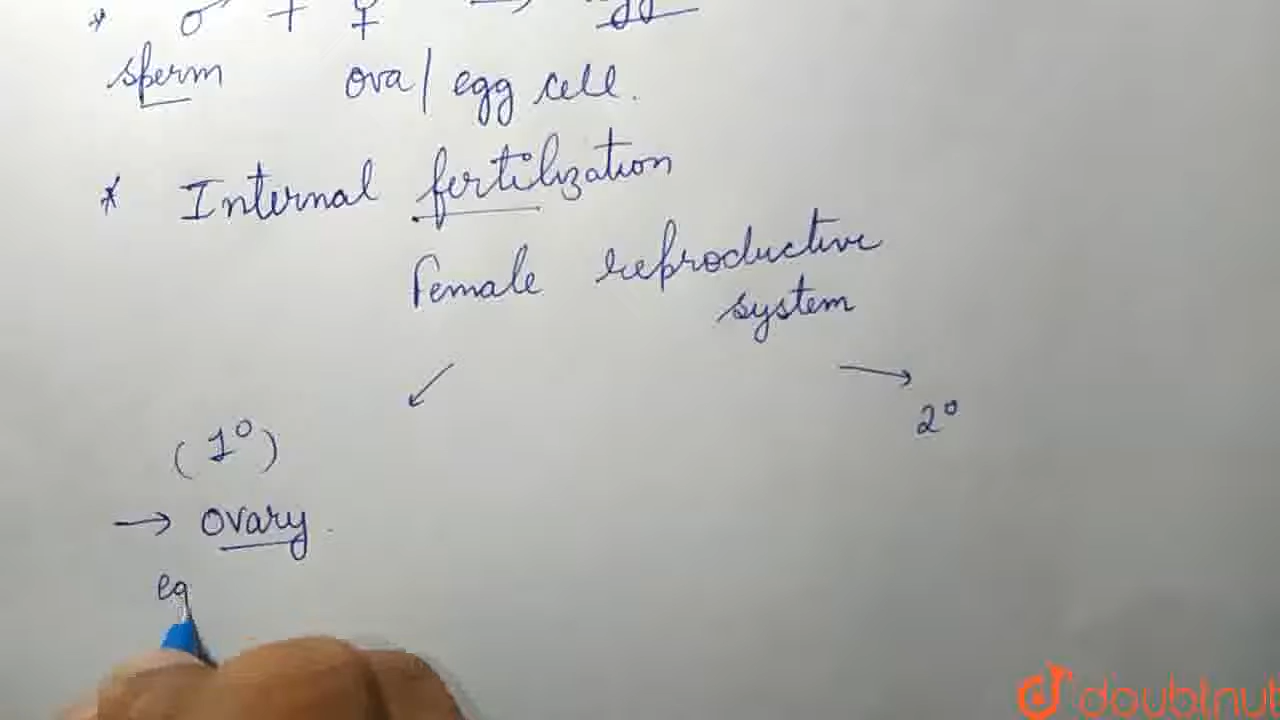 * ♂ + ♀ →
sperm ova/ egg cell.
* Internal fertilization
Female reproductive
system
(1°) 2°
→ ovary.
eg
doubtnut